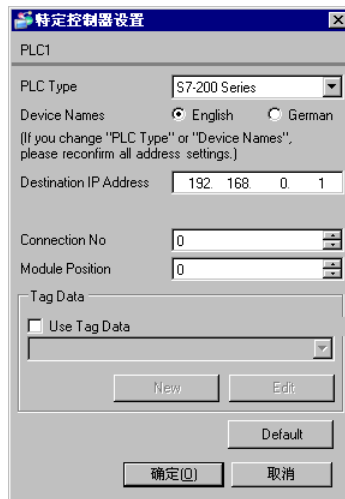 特定控制器设置
PLC1
PLC Type S7-200 Series
Device Names English German
(If you change "PLC Type" or "Device Names",
please reconfirm all address settings.)
Destination IP Address 192. 168. 0. 1
Connection No 0
Module Position 0
Tag Data
Use Tag Data
New Edit
Default
确定(O) 取消